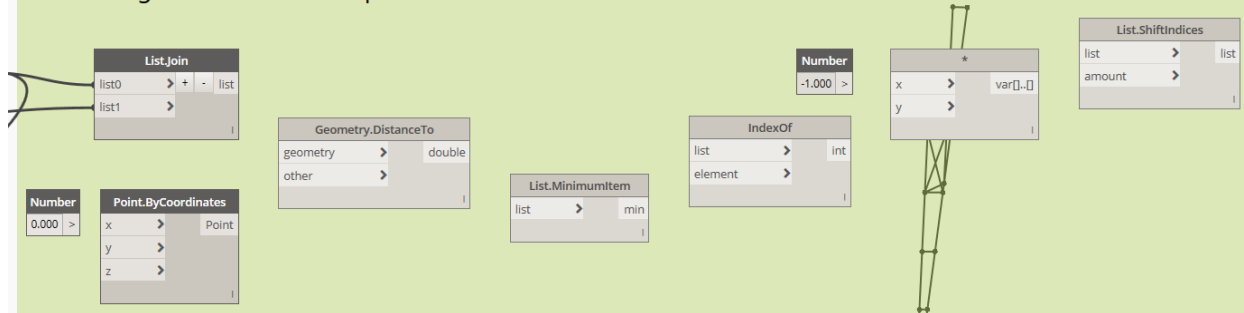 List.Join
list0 > + - list
list1 >
Number
0.000 >
Point.ByCoordinates
x > Point
y >
z >
Geometry.DistanceTo
geometry > double
other >
List.MinimumItem
list > min
IndexOf
list > int
element >
Number
-1.000 >
*
x > var[]..[]
y >
List.ShiftIndices
list > list
amount >